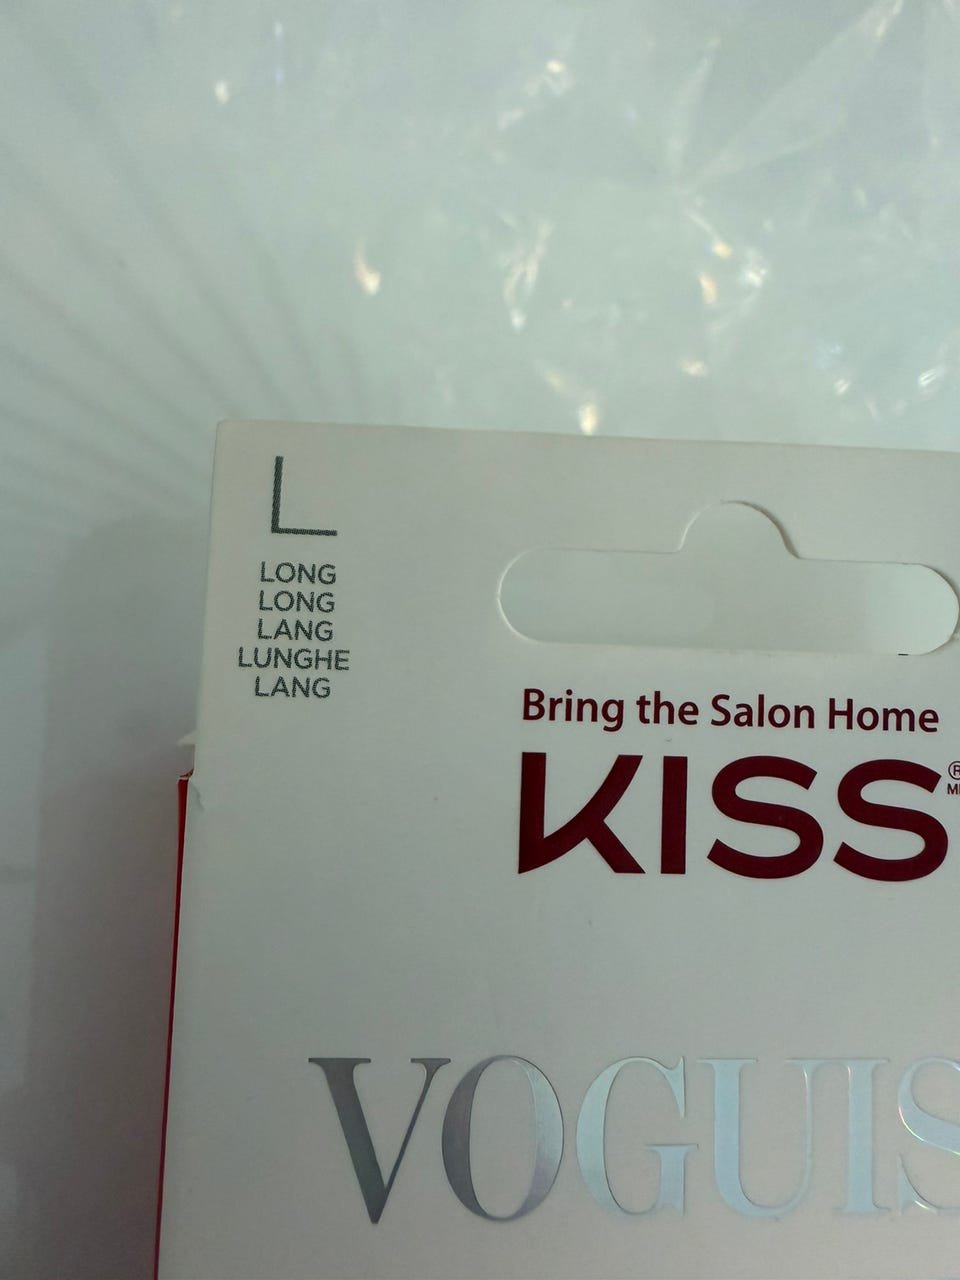 L
LONG
LONG
LANG
LUNGHE
LANG
Bring the Salon Home
KISS®
VOGUIS